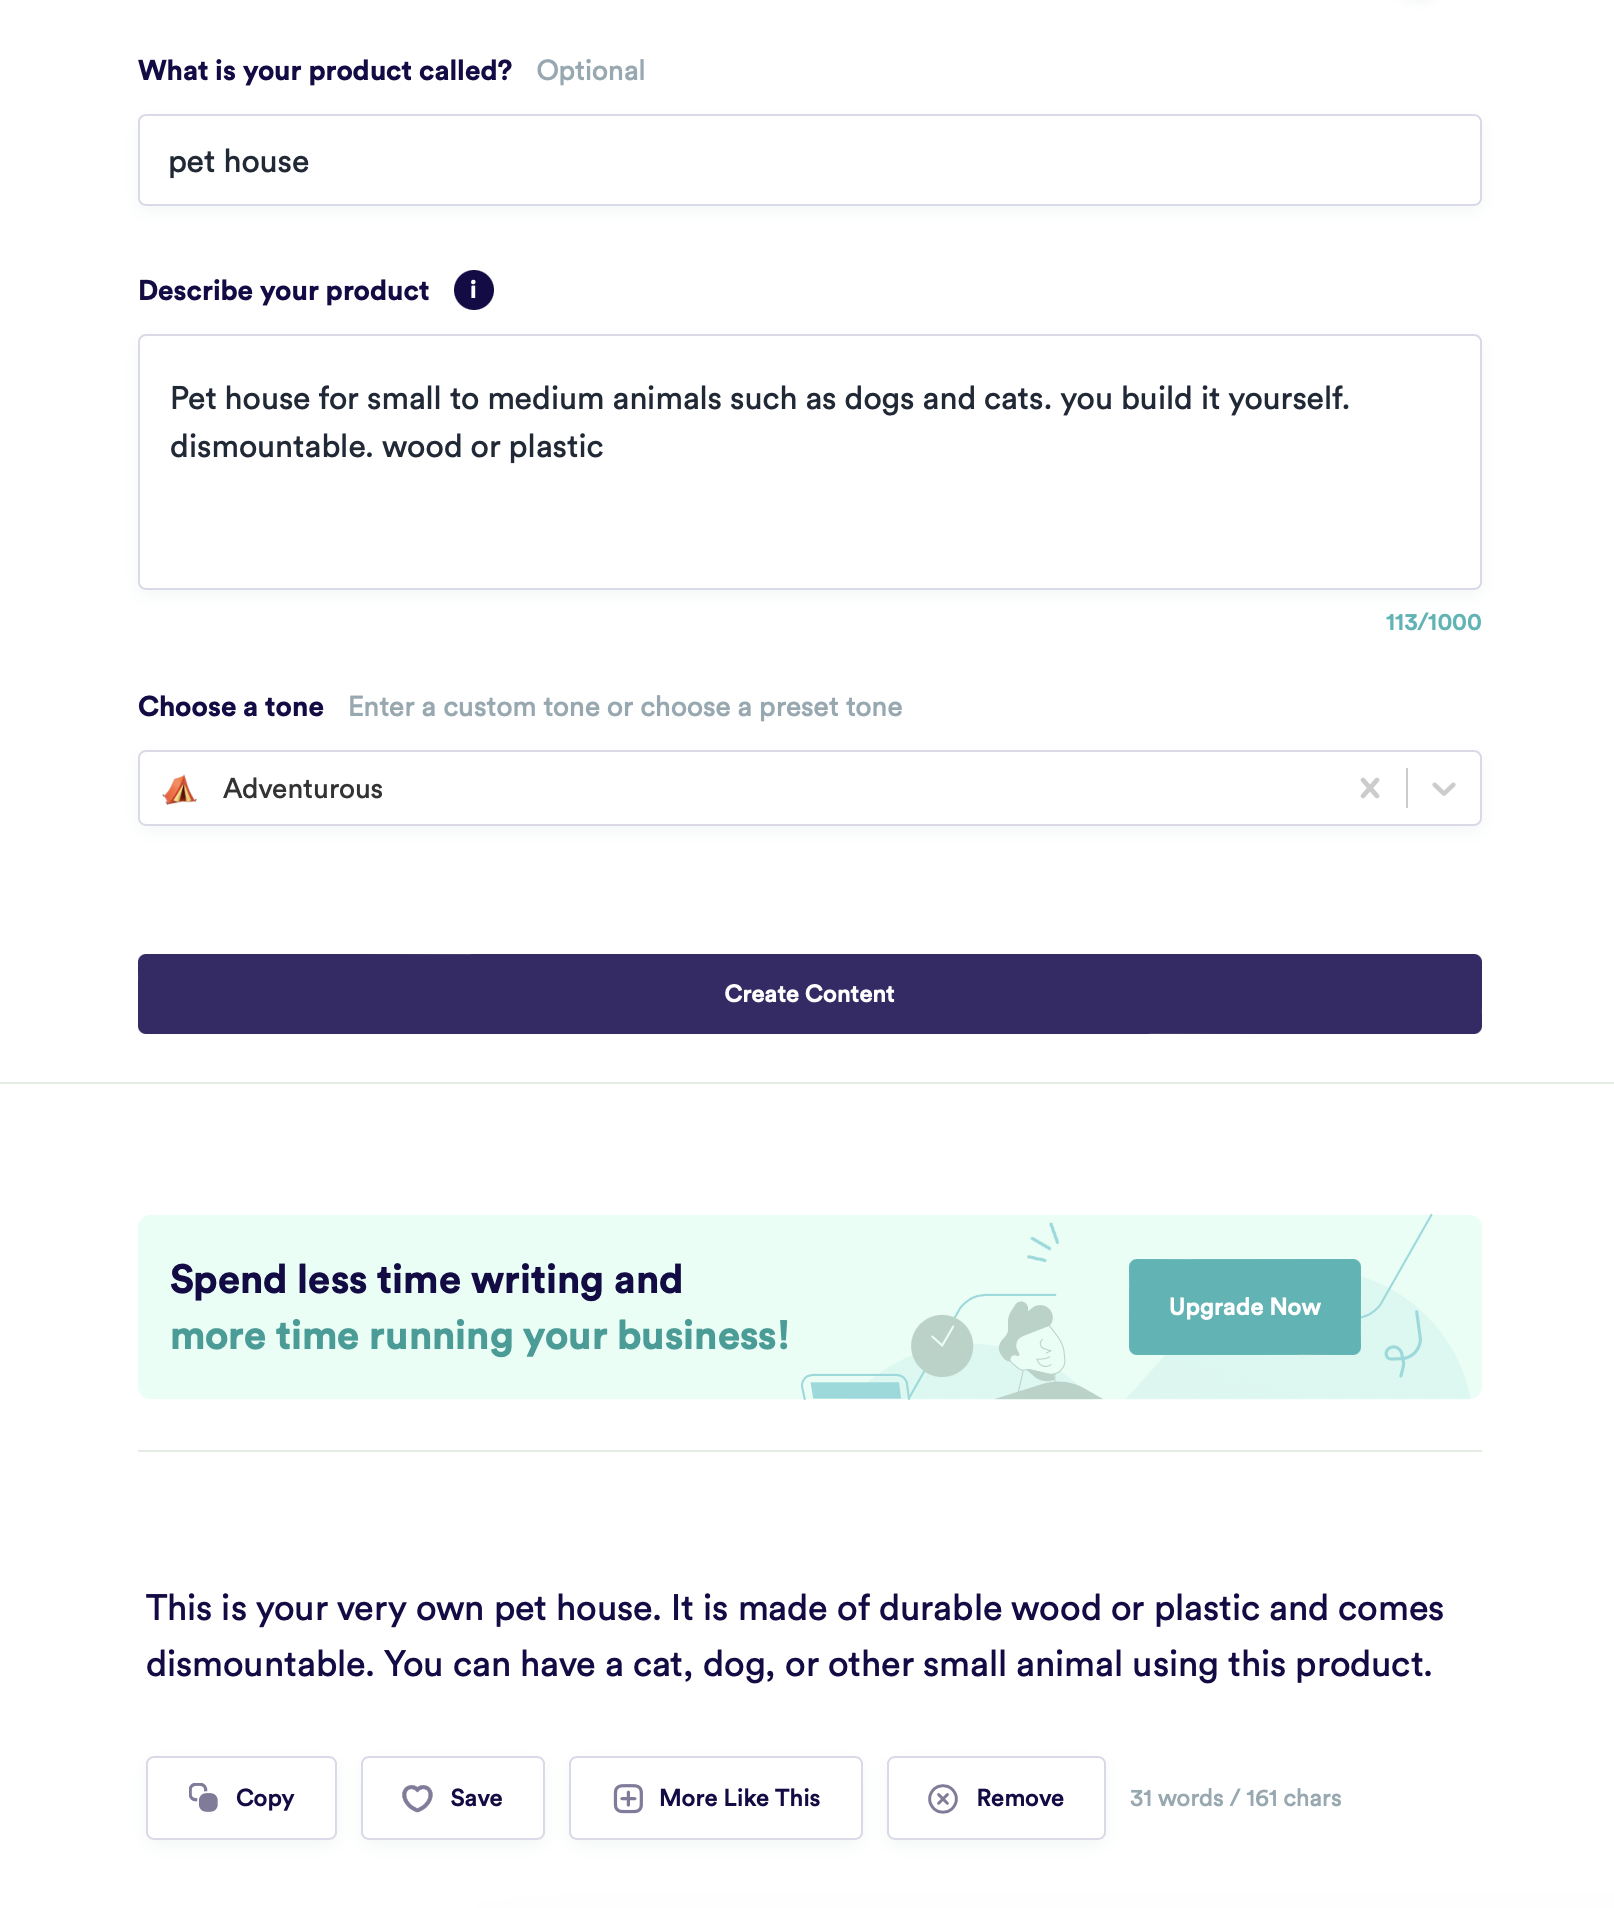 What is your product called? Optional
pet house
Describe your product i
Pet house for small to medium animals such as dogs and cats. you build it yourself.
dismountable. wood or plastic
113/1000
Choose a tone Enter a custom tone or choose a preset tone
Adventurous
Create Content
Spend less time writing and
more time running your business!
Upgrade Now
This is your very own pet house. It is made of durable wood or plastic and comes
dismountable. You can have a cat, dog, or other small animal using this product.
Copy Save More Like This Remove 31 words / 161 chars